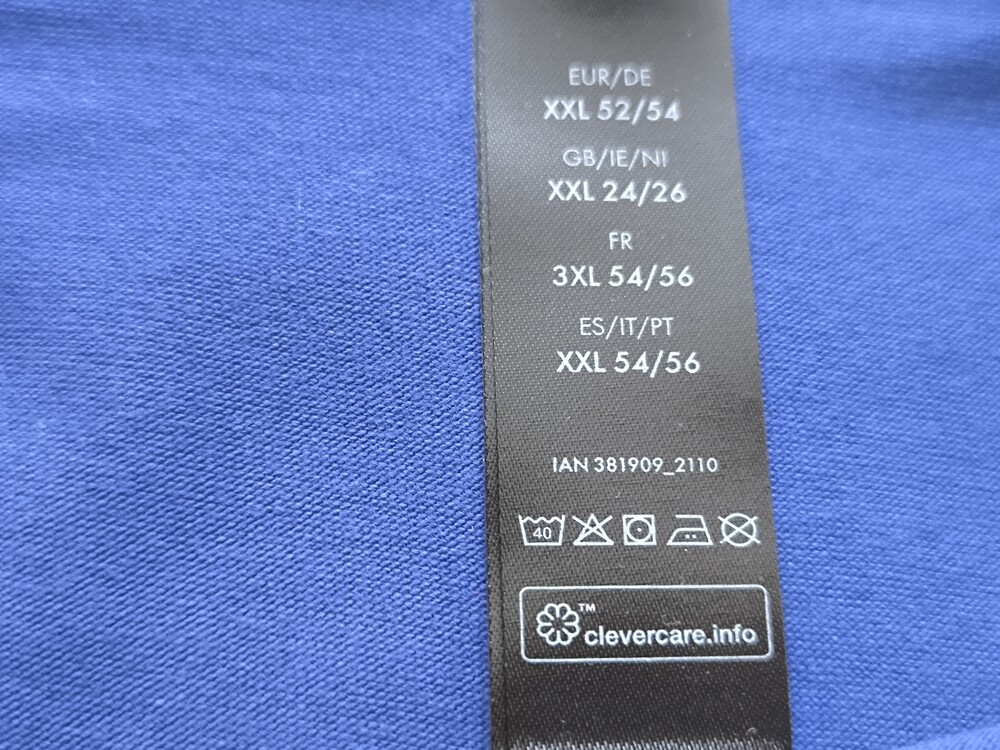 EUR/DE
XXL 52/54
GB/IE/NI
XXL 24/26
FR
3XL 54/56
ES/IT/PT
XXL 54/56
IAN 381909_2110
40
™
clevercare.info